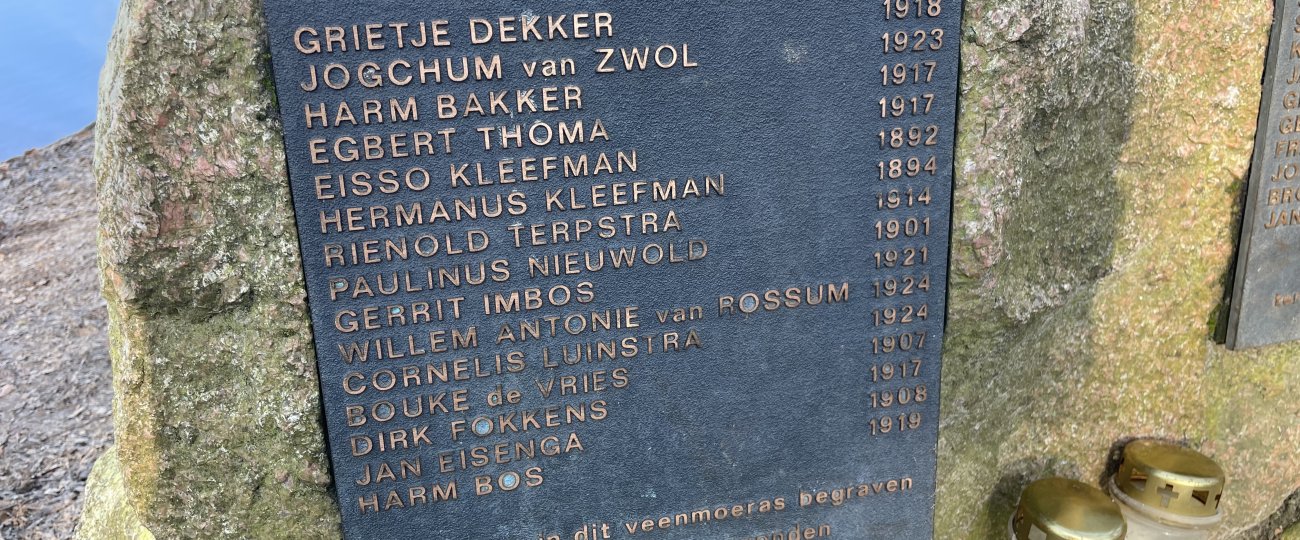 GRIETJE DEKKER 1918
JOGCHUM van ZWOL 1923
HARM BAKKER 1917
EGBERT THOMA 1917
EISSO KLEEFMAN 1892
HERMANUS KLEEFMAN 1894
RIENOLD TERPSTRA 1914
PAULINUS NIEUWOLD 1901
GERRIT IMBOS 1921
WILLEM ANTONIE van ROSSUM 1924
CORNELIS LUINSTRA 1924
BOUKE de VRIES 1907
DIRK FOKKENS 1917
JAN EISENGA 1908
HARM BOS 1919
in dit veenmoeras begraven